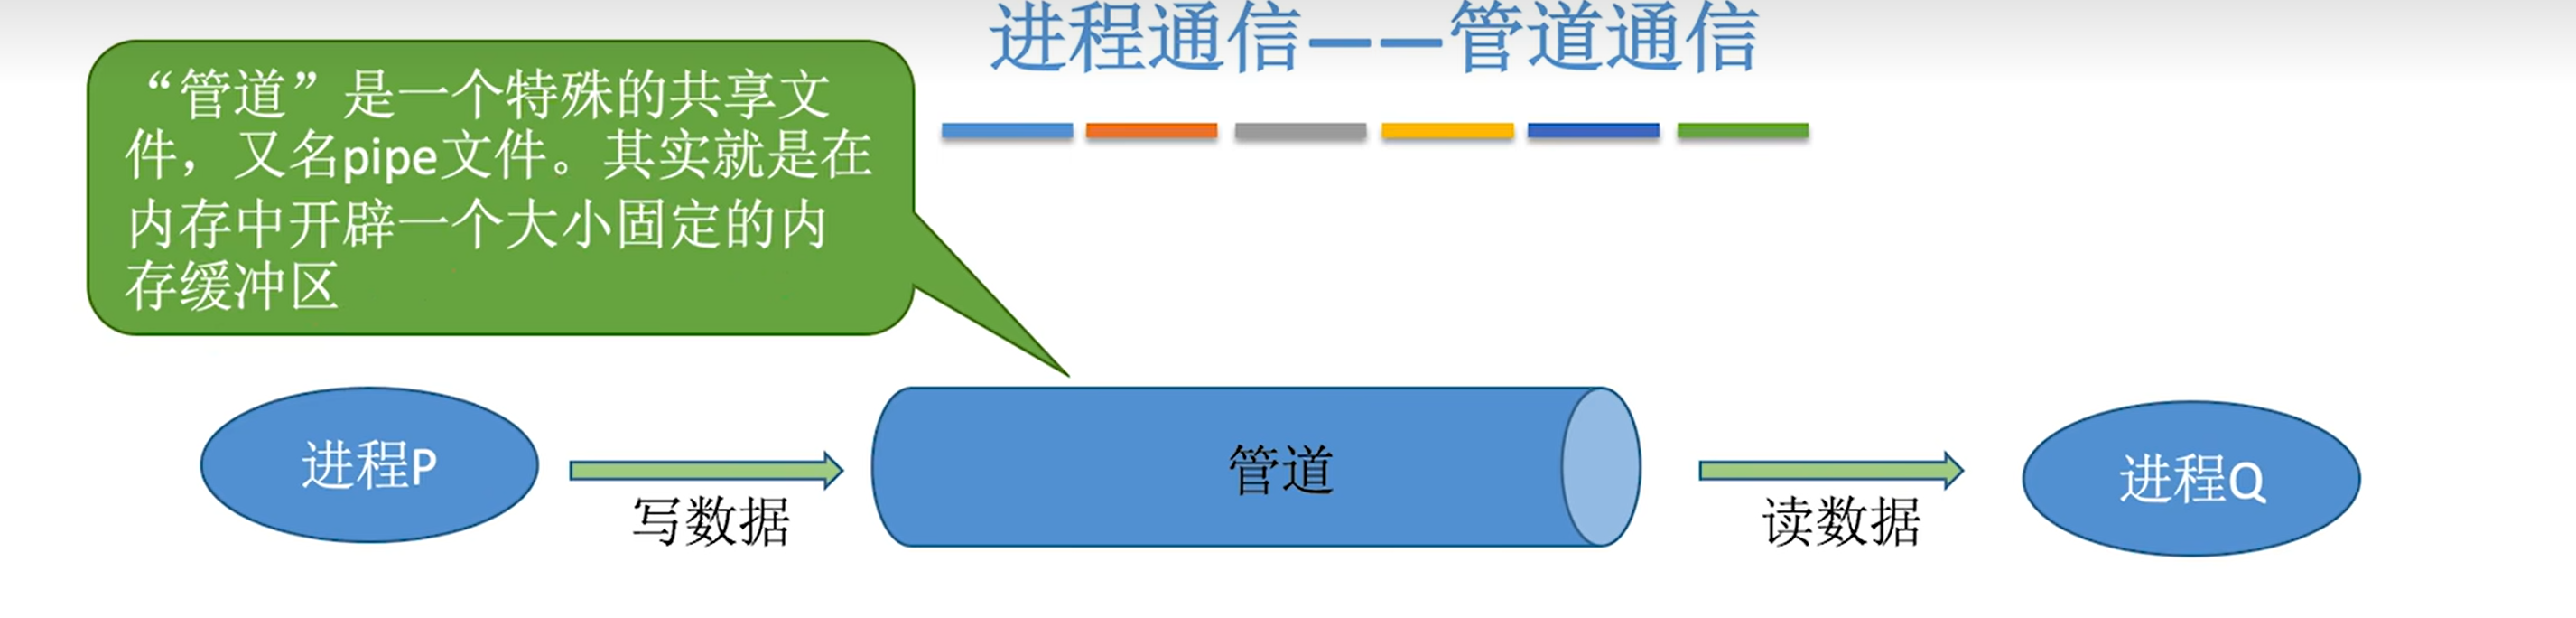 进程通信——管道通信
“管道”是一个特殊的共享文
件，又名pipe文件。其实就是在
内存中开辟一个大小固定的内
存缓冲区
进程P
写数据
管道
读数据
进程Q